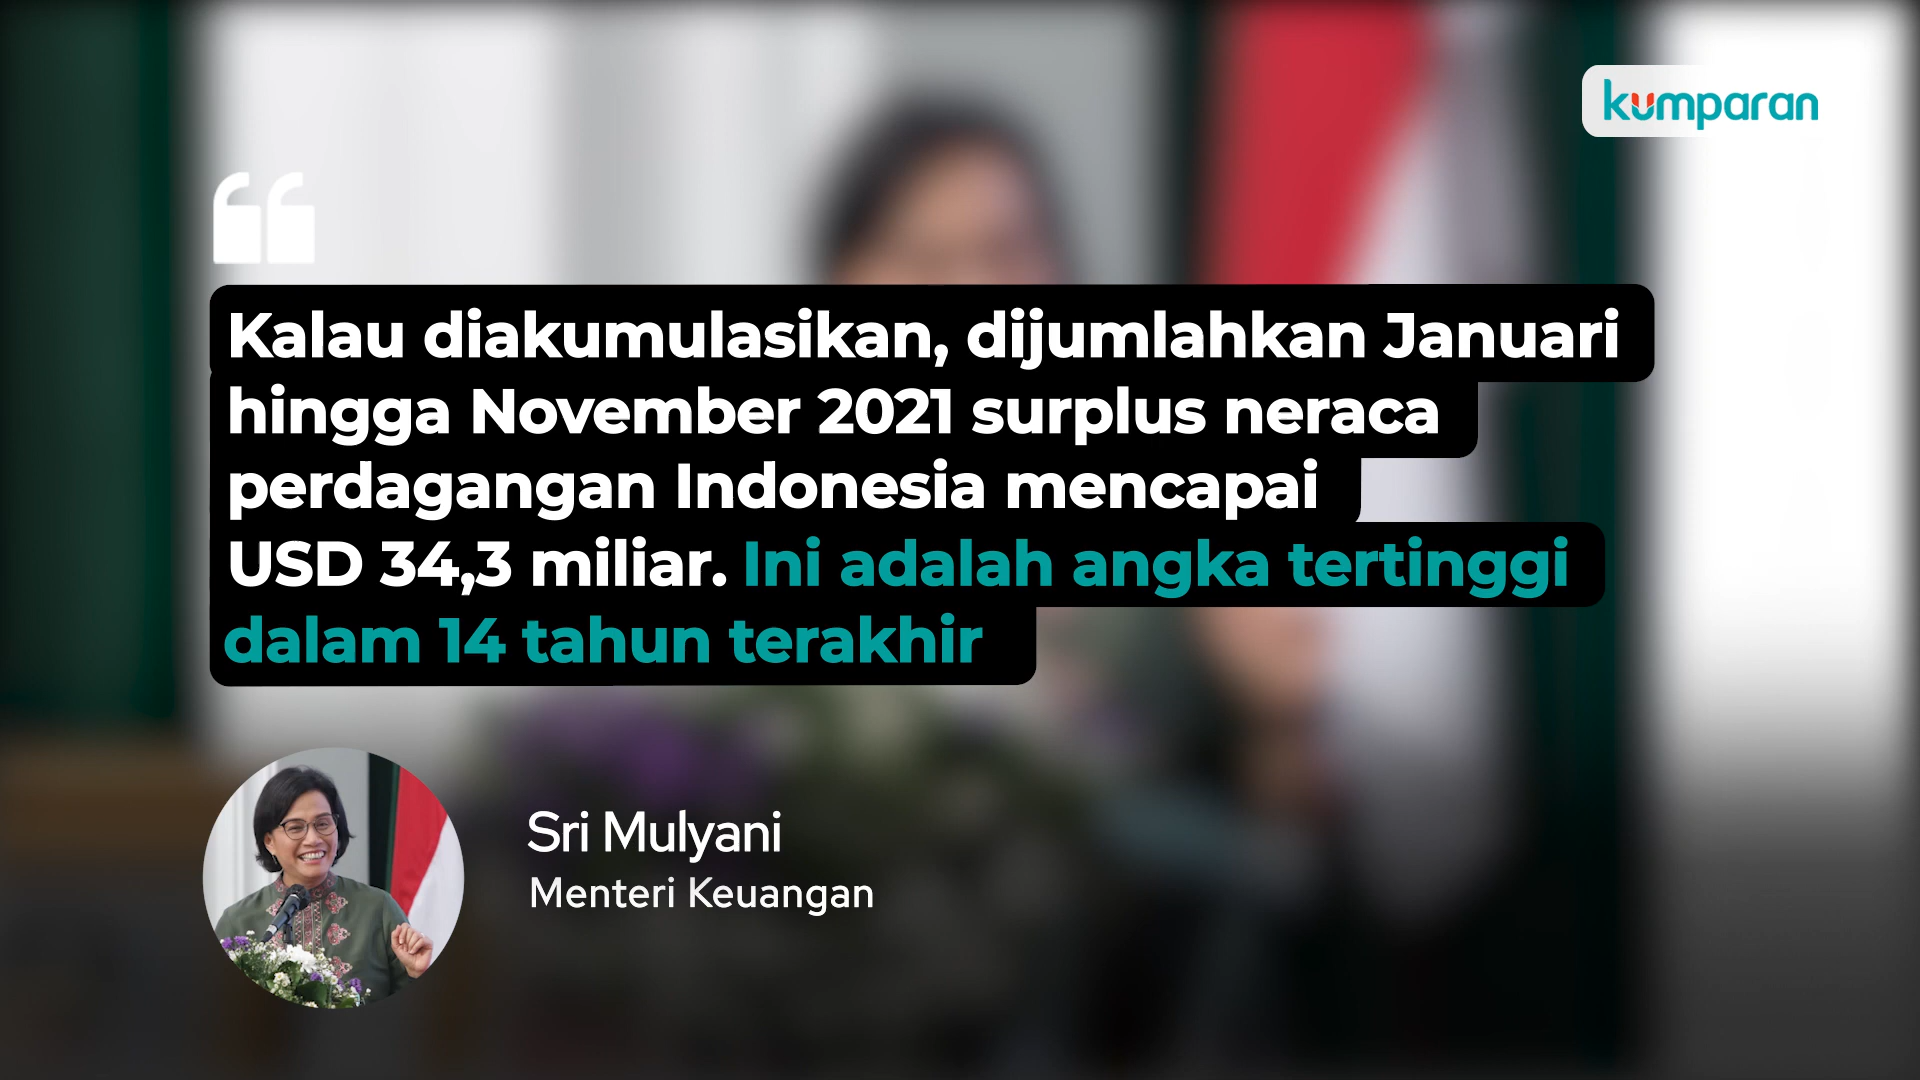 kumparan
Kalau diakumulasikan, dijumlahkan Januari
hingga November 2021 surplus neraca
perdagangan Indonesia mencapai
USD 34,3 miliar. Ini adalah angka tertinggi
dalam 14 tahun terakhir
Sri Mulyani
Menteri Keuangan